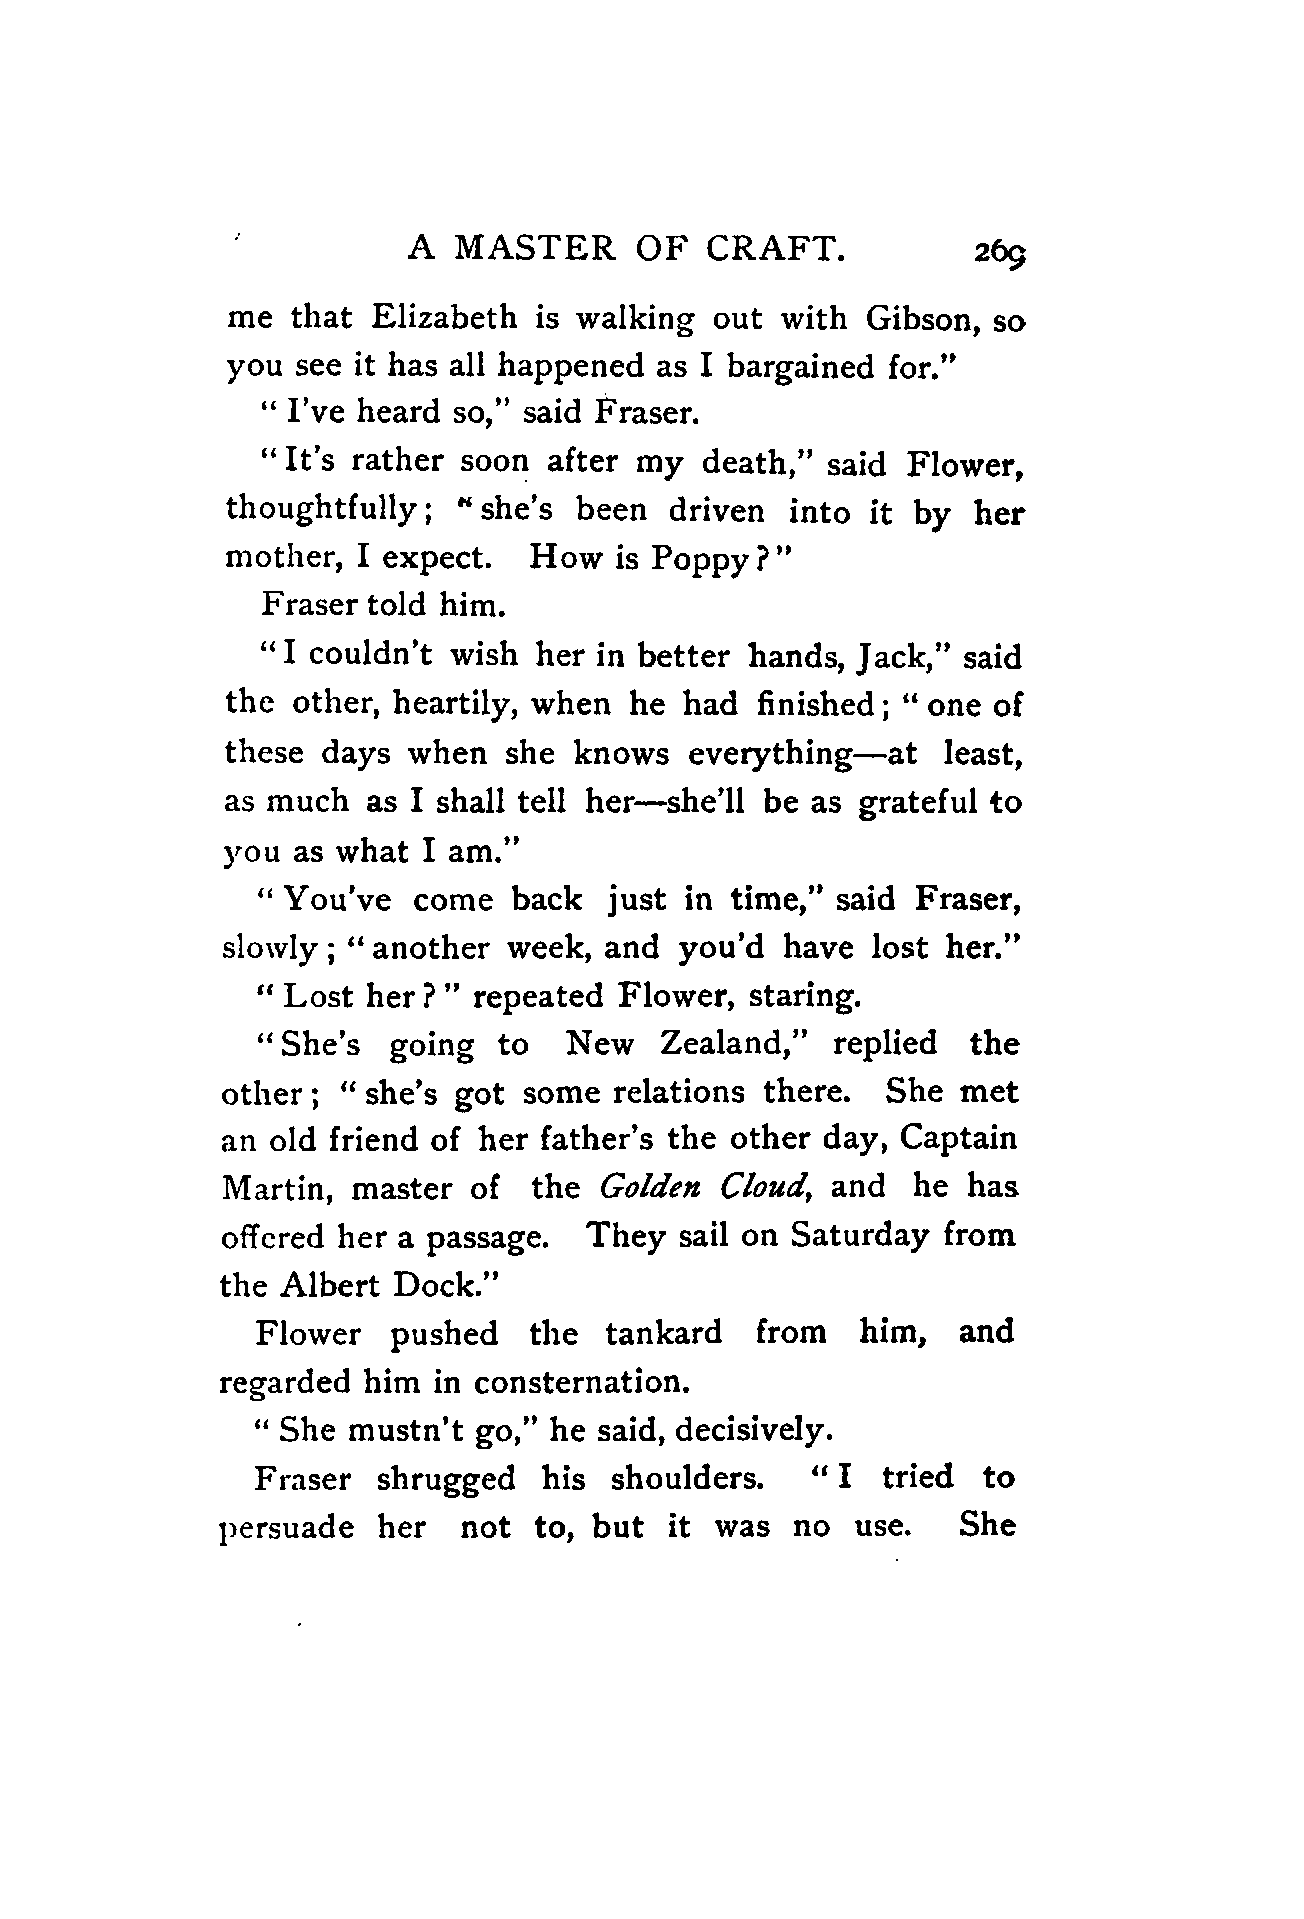 A MASTER OF CRAFT. 269
me that Elizabeth is walking out with Gibson, so
you see it has all happened as I bargained for."
"I've heard so," said Fraser.
"It's rather soon after my death," said Flower,
thoughtfully; "she's been driven into it by her
mother, I expect. How is Poppy?"
Fraser told him.
"I couldn't wish her in better hands, Jack," said
the other, heartily, when he had finished; "one of
these days when she knows everything—at least,
as much as I shall tell her—she'll be as grateful to
you as what I am."
"You've come back just in time," said Fraser,
slowly; "another week, and you'd have lost her."
"Lost her?" repeated Flower, staring.
"She's going to New Zealand," replied the
other; "she's got some relations there. She met
an old friend of her father's the other day, Captain
Martin, master of the Golden Cloud, and he has
offered her a passage. They sail on Saturday from
the Albert Dock."
Flower pushed the tankard from him, and
regarded him in consternation.
"She mustn't go," he said, decisively.
Fraser shrugged his shoulders. "I tried to
persuade her not to, but it was no use. She